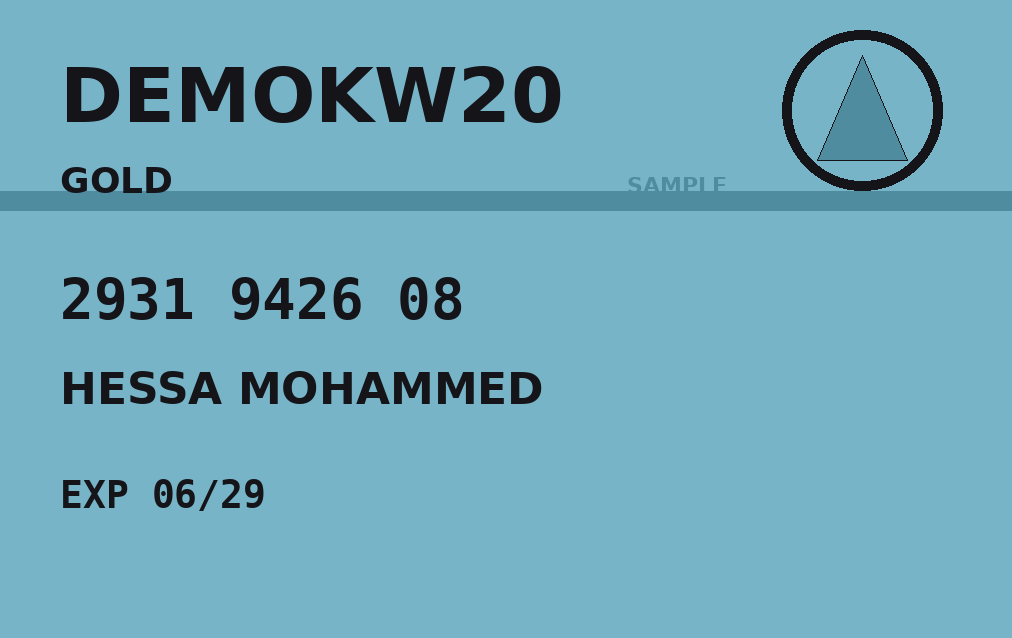 DEMOKW20
GOLD
SAMPLE
2931 9426 08
HESSA MOHAMMED
EXP 06/29